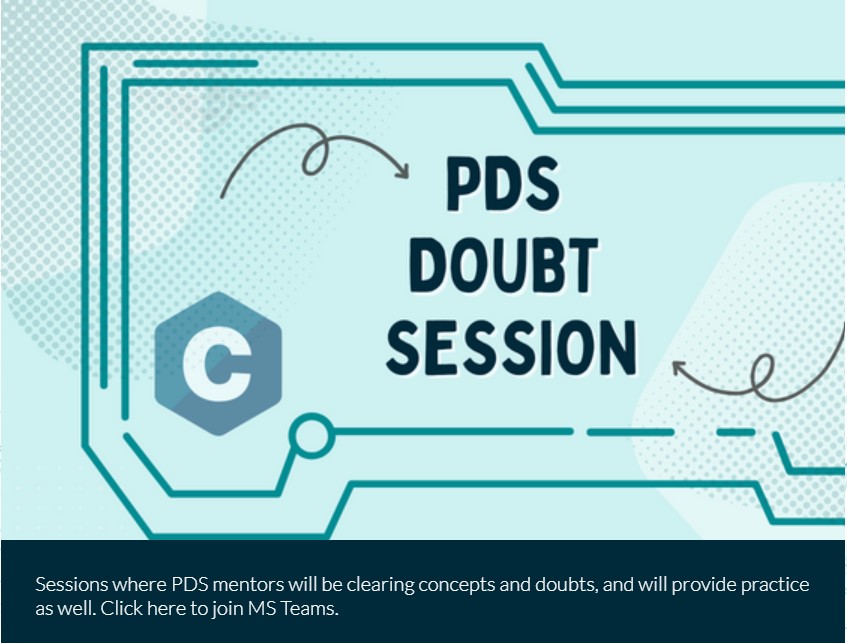 PDS
DOUBT
SESSION
C
Sessions where PDS mentors will be clearing concepts and doubts, and will provide practice
as well. Click here to join MS Teams.